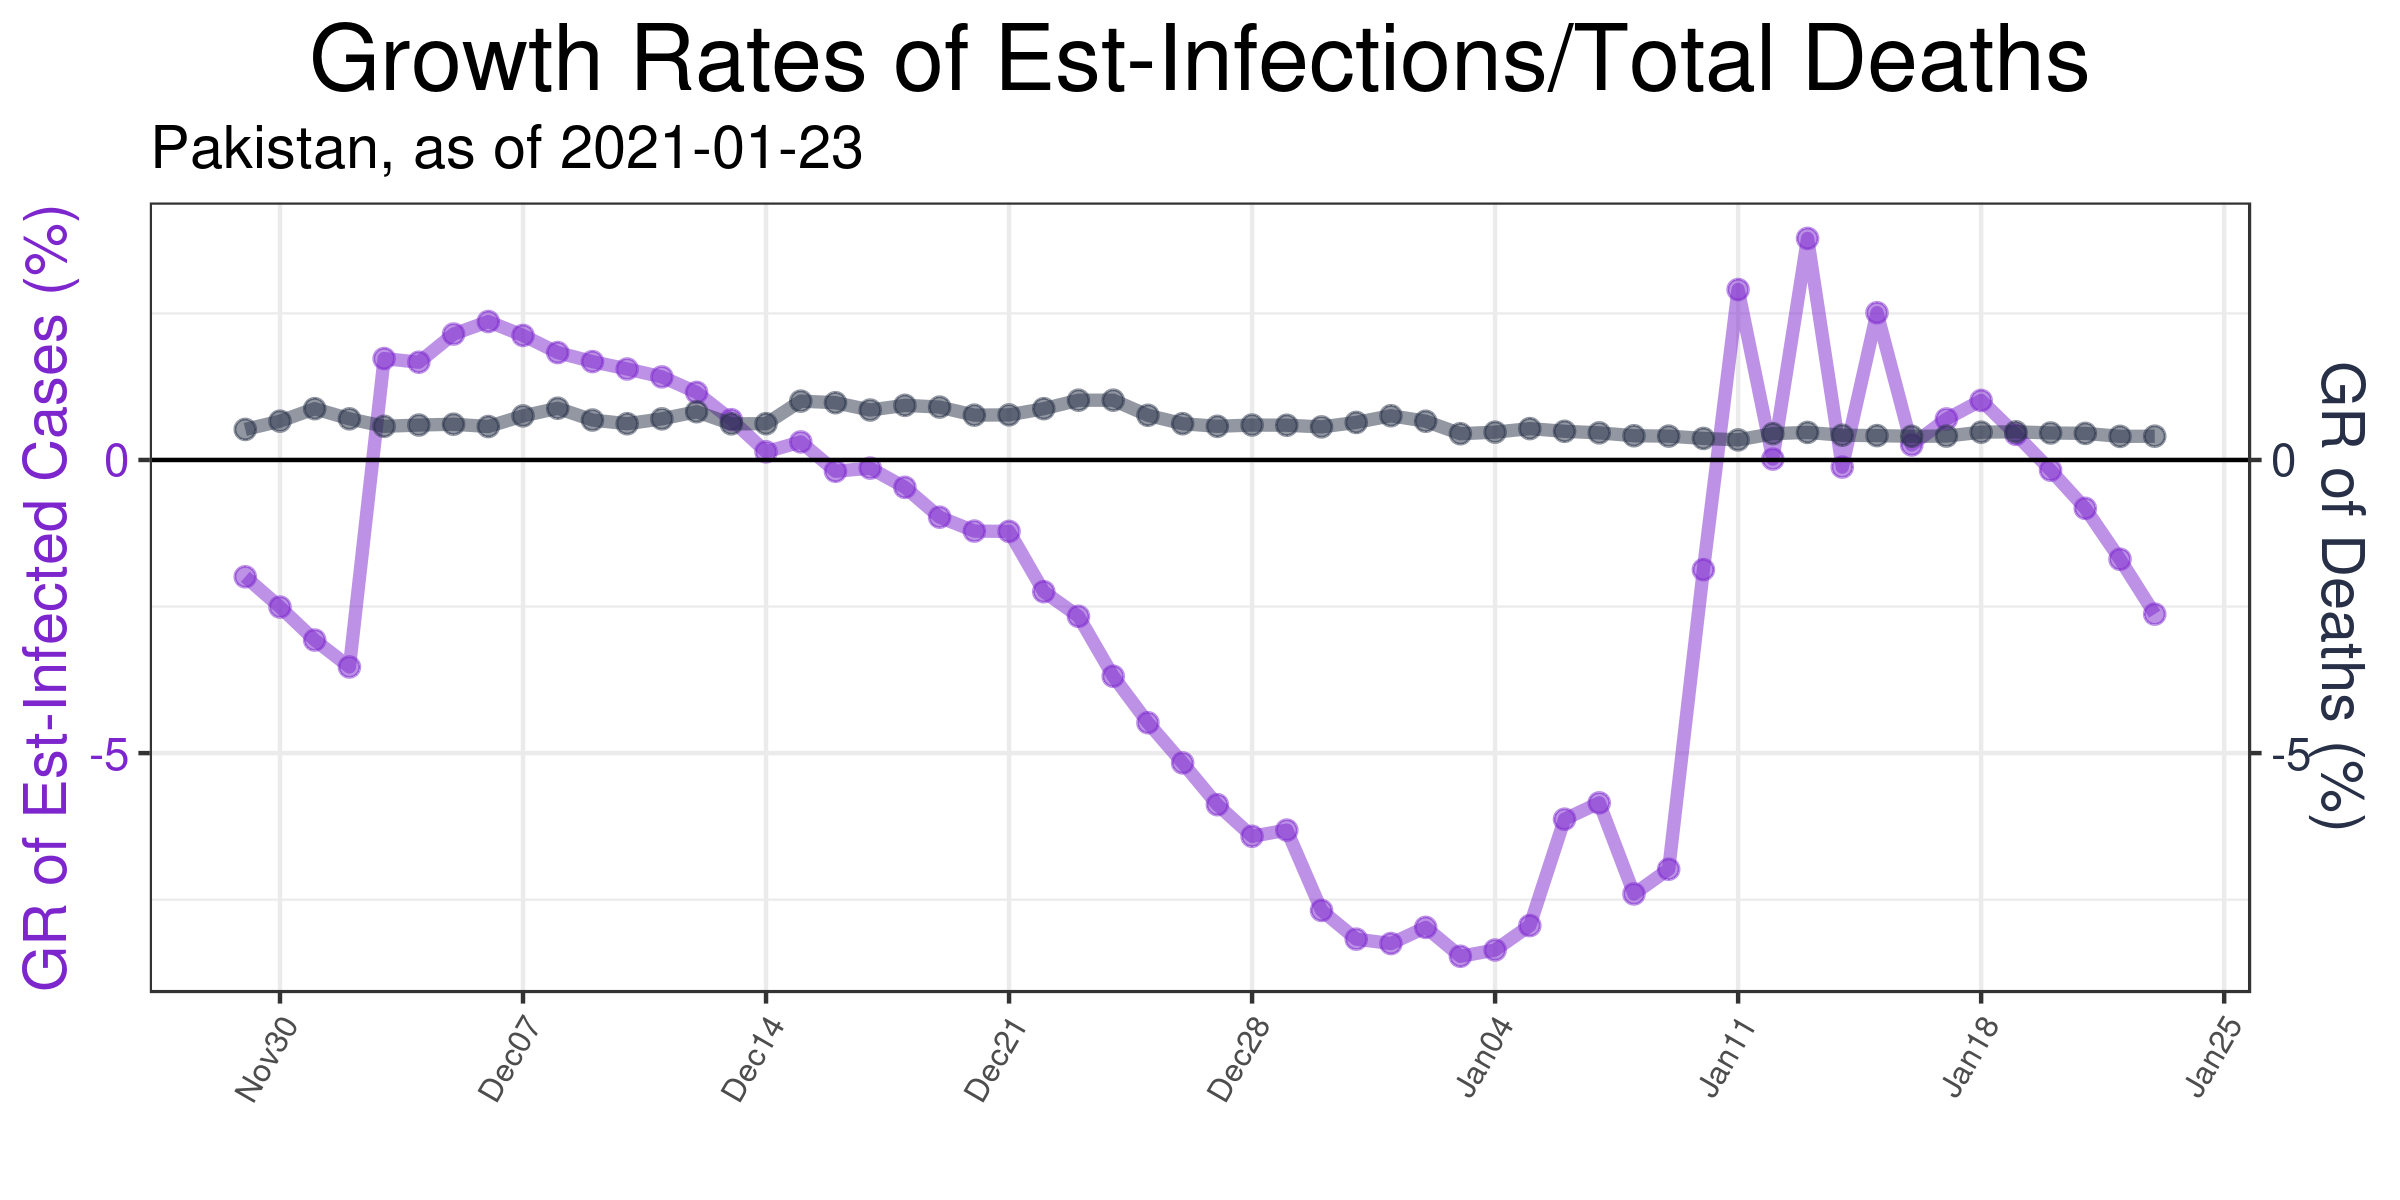 Growth Rates of Est-Infections/Total Deaths
Pakistan, as of 2021-01-23
GR of Est-Infected Cases (%)
0
-5
0
-5
GR of Deaths (%)
Nov30
Dec07
Dec14
Dec21
Dec28
Jan04
Jan11
Jan18
Jan25